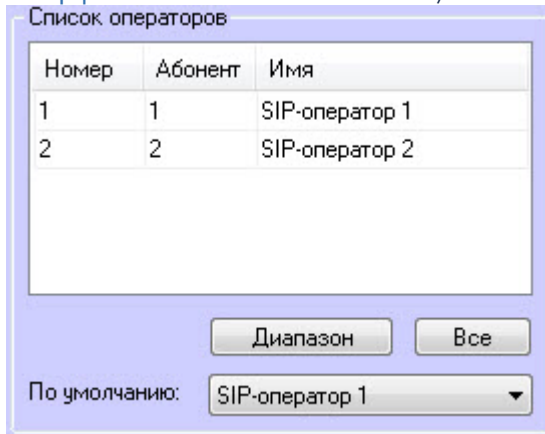 Список операторов
Номер Абонент Имя
1 1 SIP-оператор 1
2 2 SIP-оператор 2
Диапазон Все
По умолчанию: SIP-оператор 1